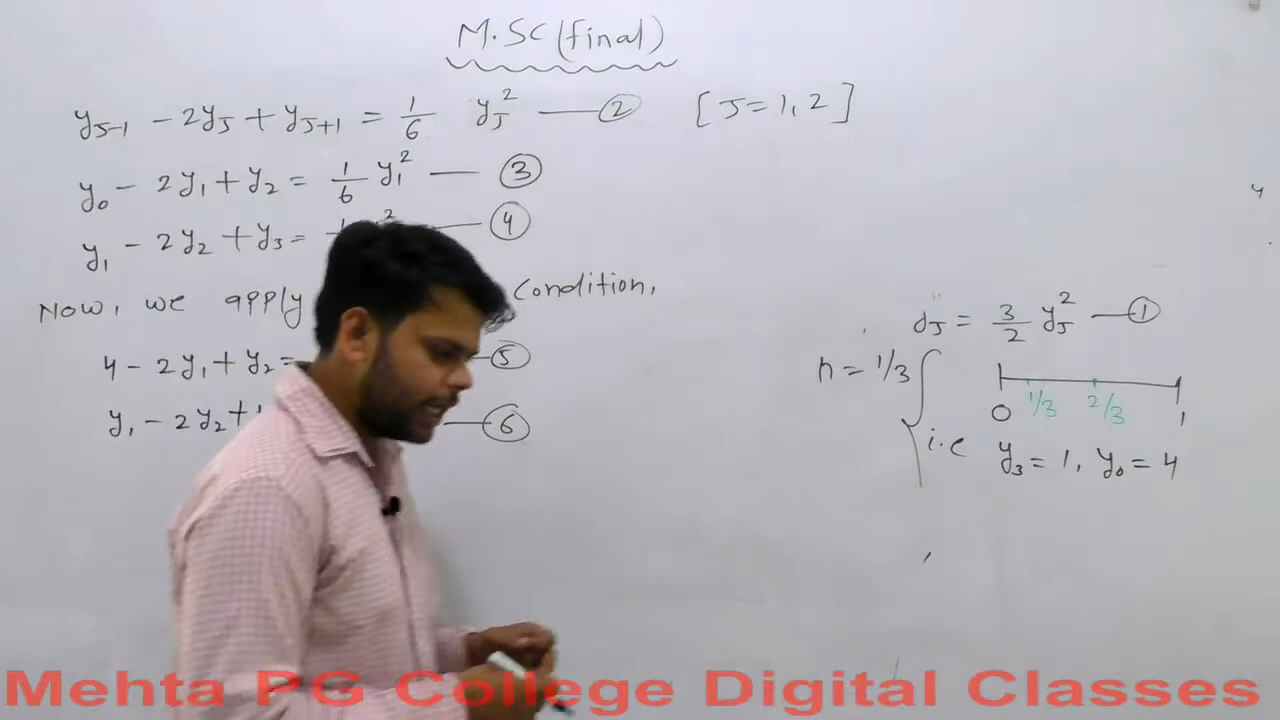 M.SC (final)
y_{J-1} - 2y_J + y_{J+1} = 1/6 y_J^2 — ② [J = 1, 2]
y_0 - 2y_1 + y_2 = 1/6 y_1^2 — ③
y_1 - 2y_2 + y_3 = — ④
Now, we apply Condition,
4 - 2y_1 + y_2 = — ⑤
y_1 - 2y_2 + — ⑥
y''_J = 3/2 y_J^2 — ①
h = 1/3
0 1/3 2/3 1
i.e y_3 = 1, y_0 = 4
Mehta PG College Digital Classes